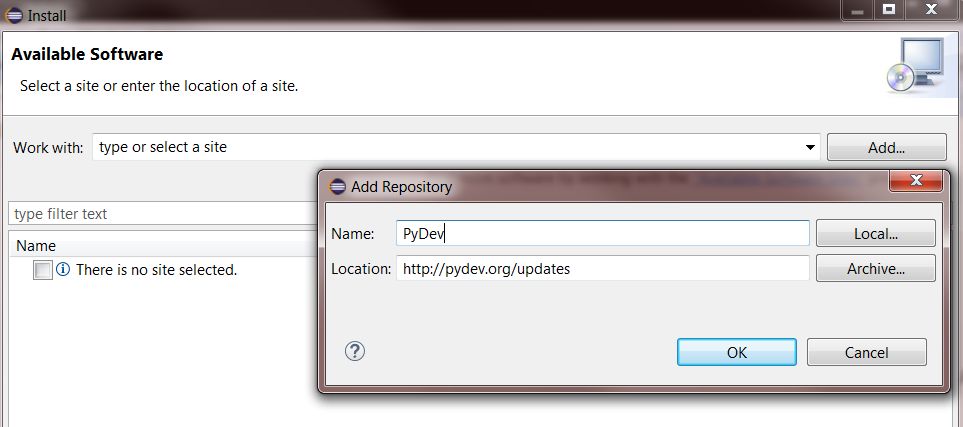 Install
Available Software
Select a site or enter the location of a site.
Work with: type or select a site Add...
Add Repository
type filter text
Name: PyDev Local...
Name
There is no site selected.
Location: http://pydev.org/updates Archive...
OK Cancel